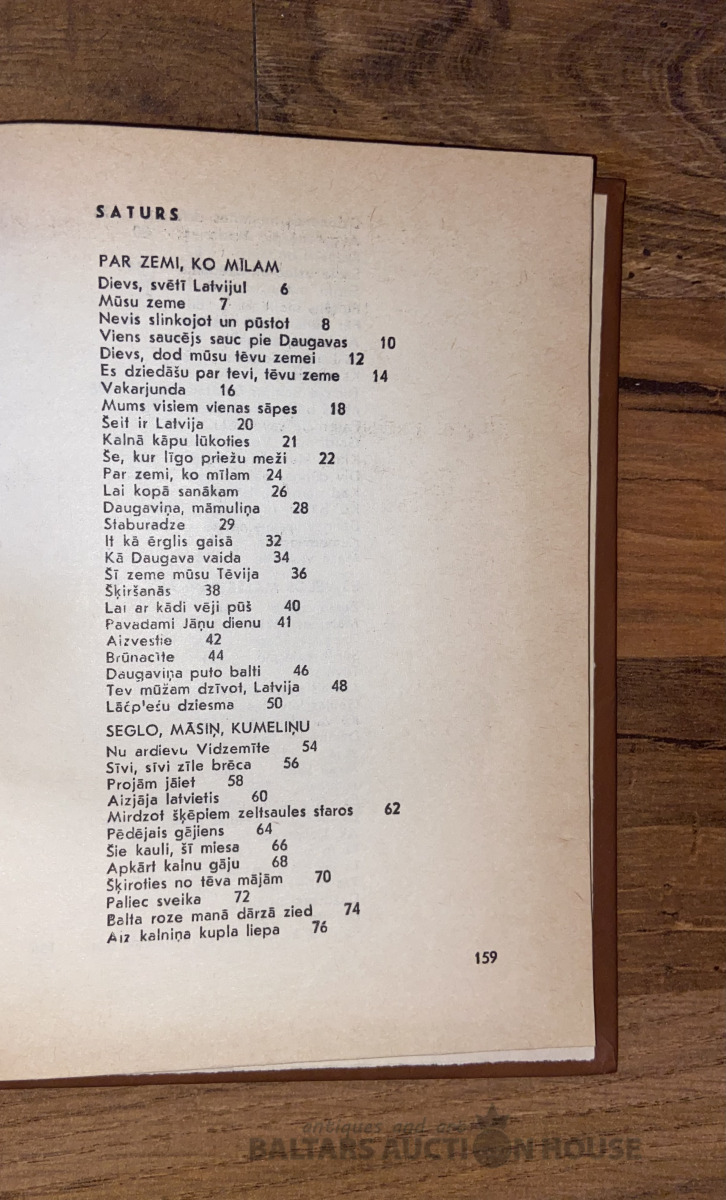 SATURS
PAR ZEMI, KO MĪLAM
Dievs, svētī Latviju! 6
Mūsu zeme 7
Nevis slinkojot un pūstot 8
Viens saucējs sauc pie Daugavas 10
Dievs, dod mūsu tēvu zemei 12
Es dziedāšu par tevi, tēvu zeme 14
Vakarjunda 16
Mums visiem vienas sāpes 18
Šeit ir Latvija 20
Kalnā kāpu lūkoties 21
Še, kur līgo priežu meži 22
Par zemi, ko mīlam 24
Lai kopā sanākam 26
Daugaviņa, māmuliņa 28
Staburadze 29
It kā ērglis gaisā 32
Kā Daugava vaida 34
Šī zeme mūsu Tēvija 36
Šķiršanās 38
Lai ar kādi vēji pūš 40
Pavadami Jāņu dienu 41
Aizvestie 42
Brūnacīte 44
Daugaviņa puto balti 46
Tev mūžam dzīvot, Latvija 48
Lāčp'ešu dziesma 50
SEGLO, MĀSIŅ, KUMELIŅU
Nu ardievu Vidzemīte 54
Sīvi, sīvi zīle brēca 56
Projām jāiet 58
Aizjāja latvietis 60
Mirdzot šķēpiem zeltsaules staros 62
Pēdējais gājiens 64
Šie kauli, šī miesa 66
Apkārt kalnu gāju 68
Šķiroties no tēva mājām 70
Paliec sveika 72
Balta roze manā dārzā zied 74
Aiz kalniņa kupla liepa 76
159
antiques and art
BALTARS AUCTION HOUSE